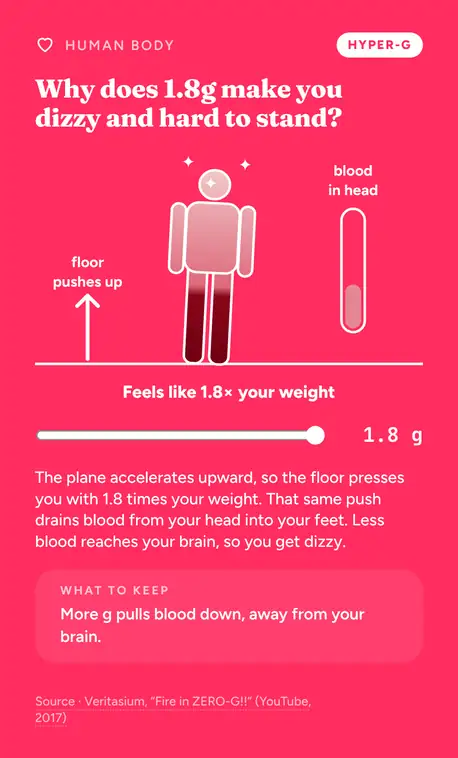 HUMAN BODY
HYPER-G
Why does 1.8g make you
dizzy and hard to stand?
blood
in head
floor
pushes up
Feels like 1.8× your weight
1.8 g
The plane accelerates upward, so the floor presses
you with 1.8 times your weight. That same push
drains blood from your head into your feet. Less
blood reaches your brain, so you get dizzy.
WHAT TO KEEP
More g pulls blood down, away from your
brain.
Source · Veritasium, “Fire in ZERO-G!!” (YouTube,
2017)